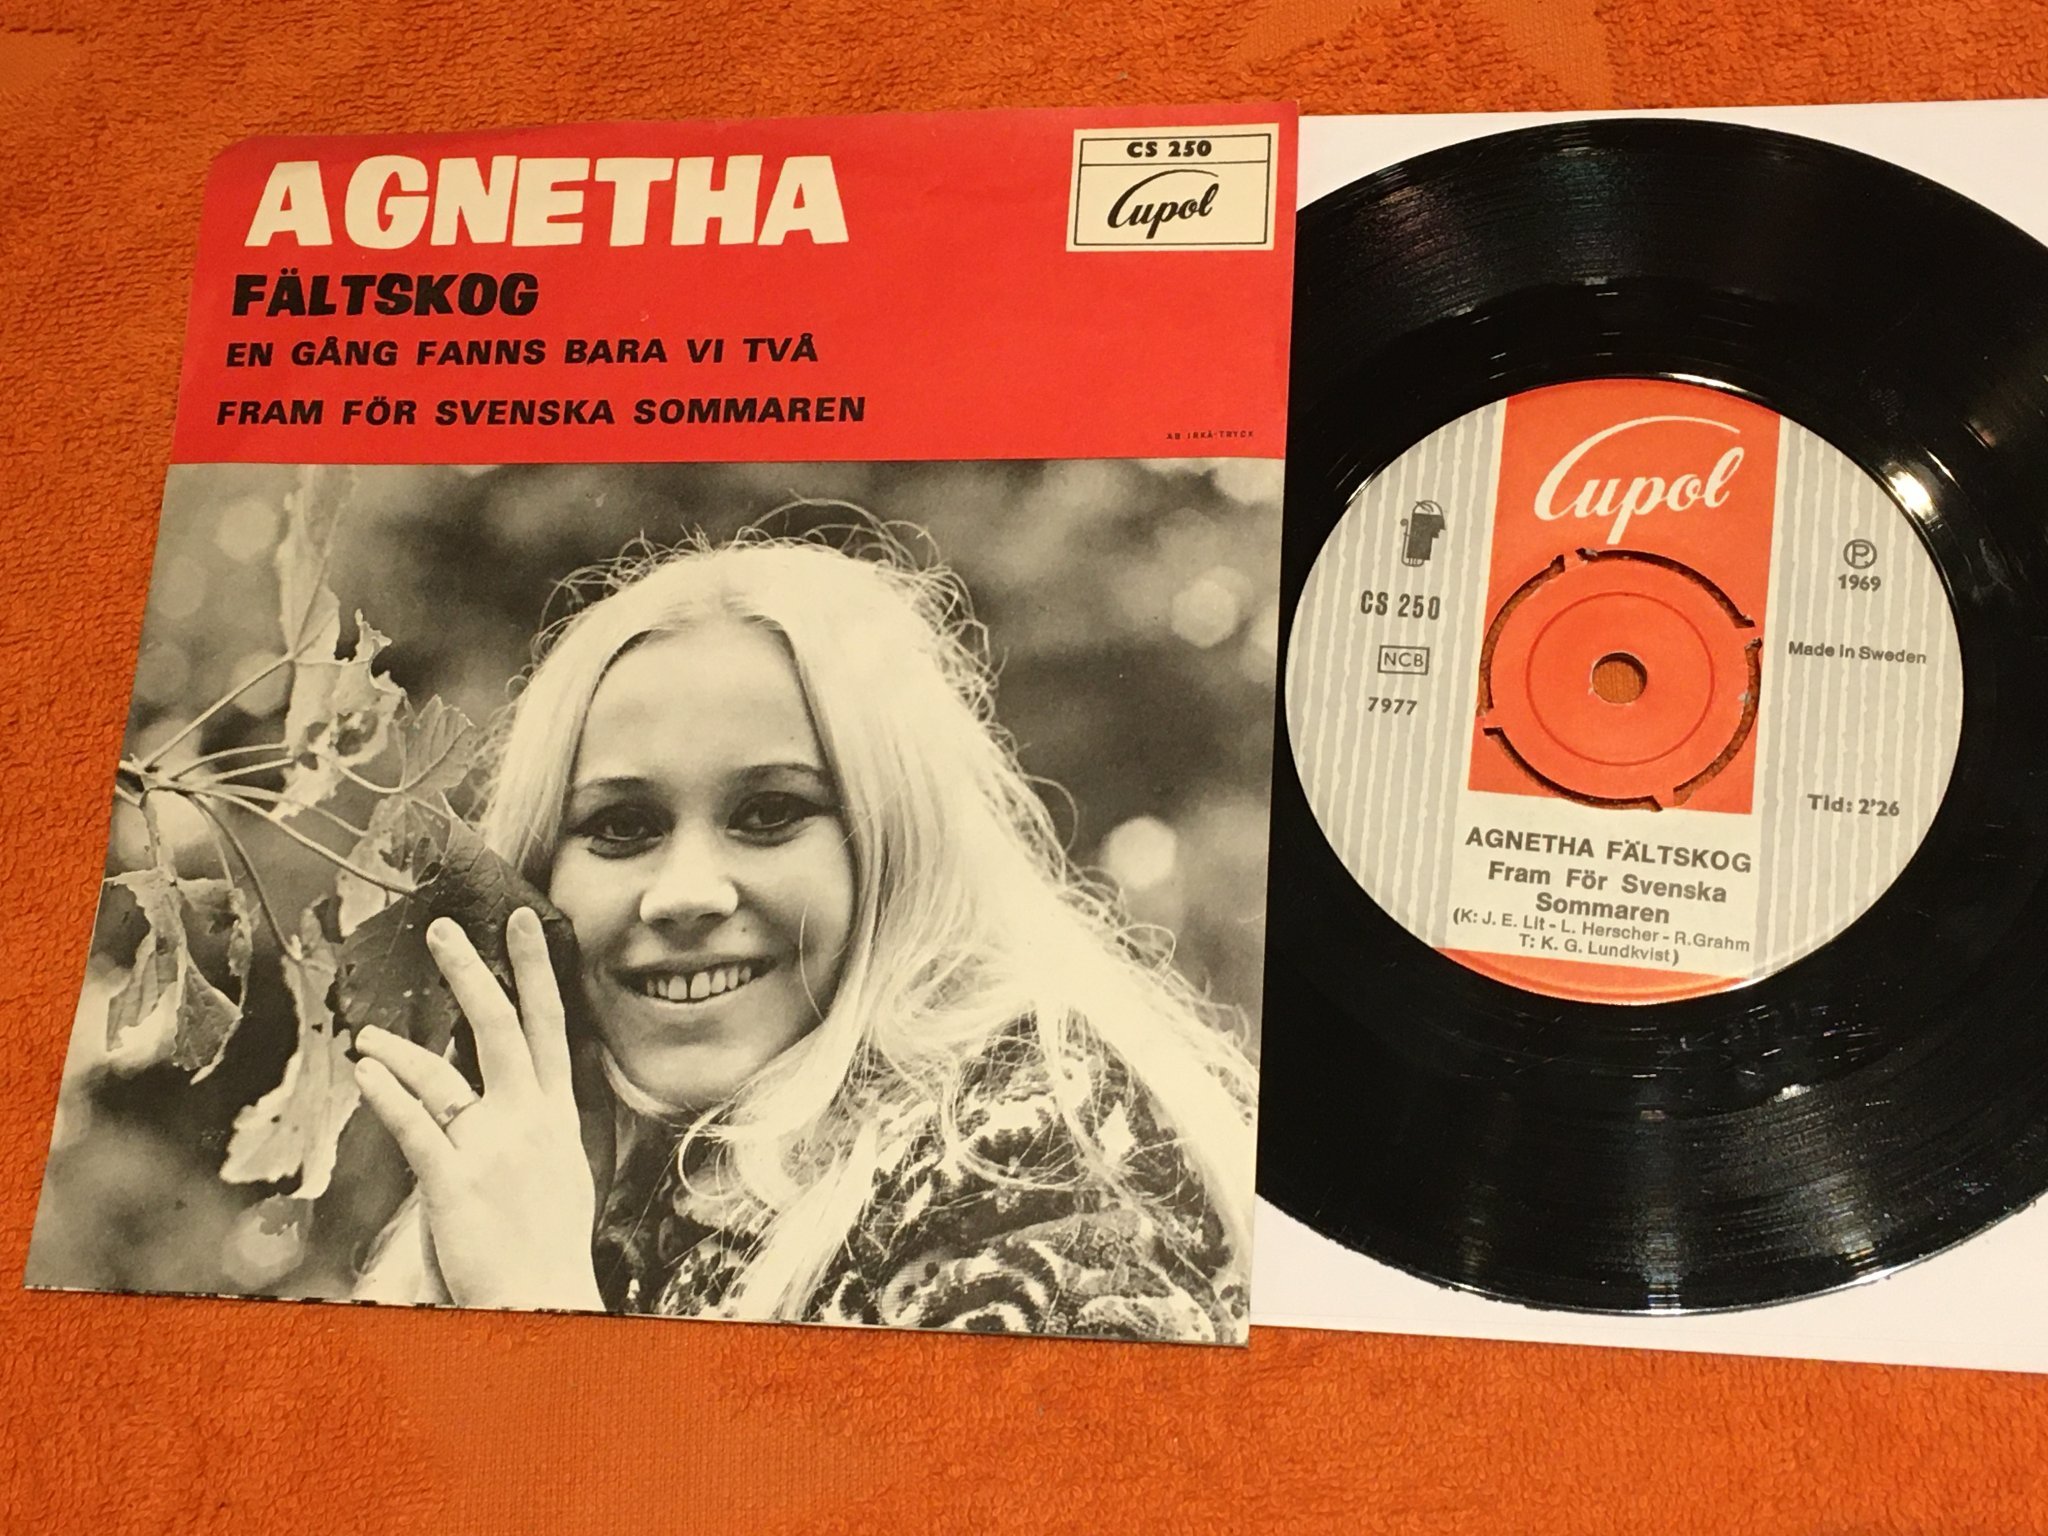 AGNETHA
FÄLTSKOG
EN GÅNG FANNS BARA VI TVÅ
FRAM FÖR SVENSKA SOMMAREN
CS 250
Cupol
AB IRKÅ-TRYCK
Cupol
CS 250
NCB
7977
P
1969
Made in Sweden
Tid: 2'26
AGNETHA FÄLTSKOG
Fram För Svenska
Sommaren
(K: J. E. Lit - L. Herscher - R.Grahm
T: K. G. Lundkvist)